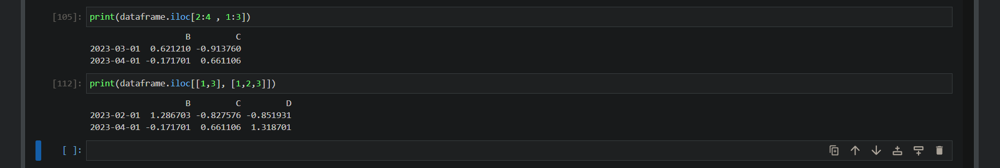 [105]: print(dataframe.iloc[2:4 , 1:3])
                   B         C
2023-03-01  0.621210 -0.913760
2023-04-01 -0.171701  0.661106
[112]: print(dataframe.iloc[[1,3], [1,2,3]])
                   B         C         D
2023-02-01  1.286703 -0.827576 -0.851931
2023-04-01 -0.171701  0.661106  1.318701
[ ]: